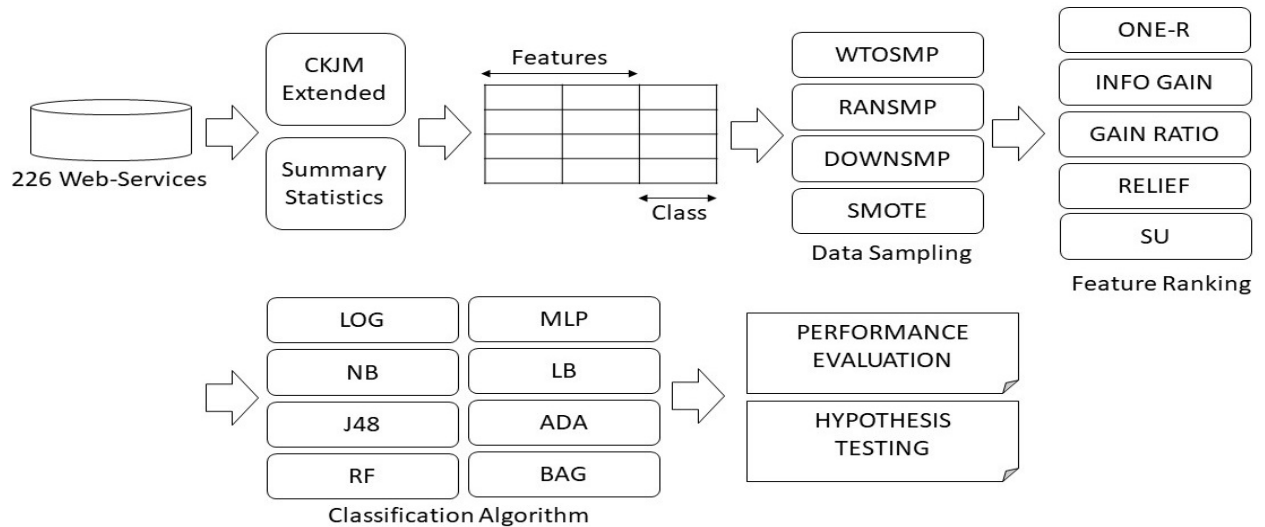 226 Web-Services
CKJM
Extended
Summary
Statistics
Features
Class
WTOSMP
RANSMP
DOWNSMP
SMOTE
Data Sampling
ONE-R
INFO GAIN
GAIN RATIO
RELIEF
SU
Feature Ranking
LOG
MLP
NB
LB
J48
ADA
RF
BAG
Classification Algorithm
PERFORMANCE
EVALUATION
HYPOTHESIS
TESTING